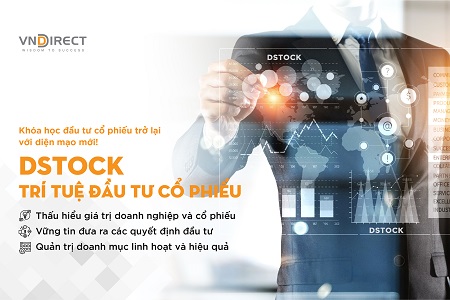 VNDIRECT
WISDOM TO SUCCESS
DSTOCK
Khóa học đầu tư cổ phiếu trở lại
với diện mạo mới!
DSTOCK
TRÍ TUỆ ĐẦU TƯ CỔ PHIẾU
Thấu hiểu giá trị doanh nghiệp và cổ phiếu
Vững tin đưa ra các quyết định đầu tư
Quản trị danh mục linh hoạt và hiệu quả
DSTOCK